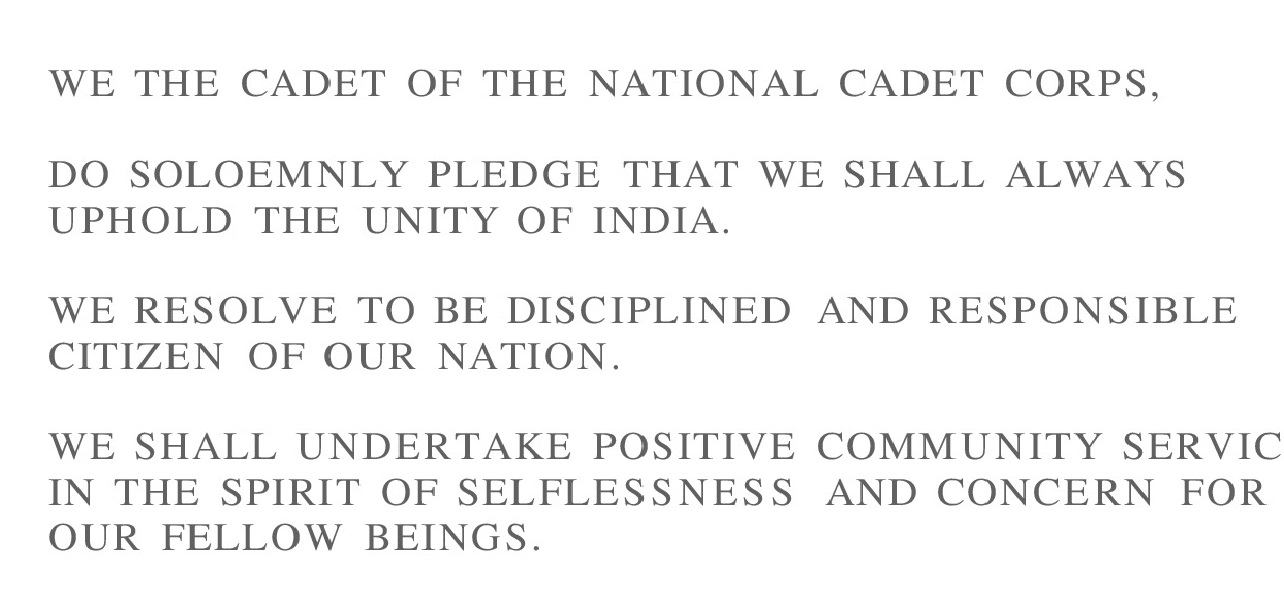 WE THE CADET OF THE NATIONAL CADET CORPS,
DO SOLOEMNLY PLEDGE THAT WE SHALL ALWAYS
UPHOLD THE UNITY OF INDIA.
WE RESOLVE TO BE DISCIPLINED AND RESPONSIBLE
CITIZEN OF OUR NATION.
WE SHALL UNDERTAKE POSITIVE COMMUNITY SERVIC
IN THE SPIRIT OF SELFLESSNESS AND CONCERN FOR
OUR FELLOW BEINGS.